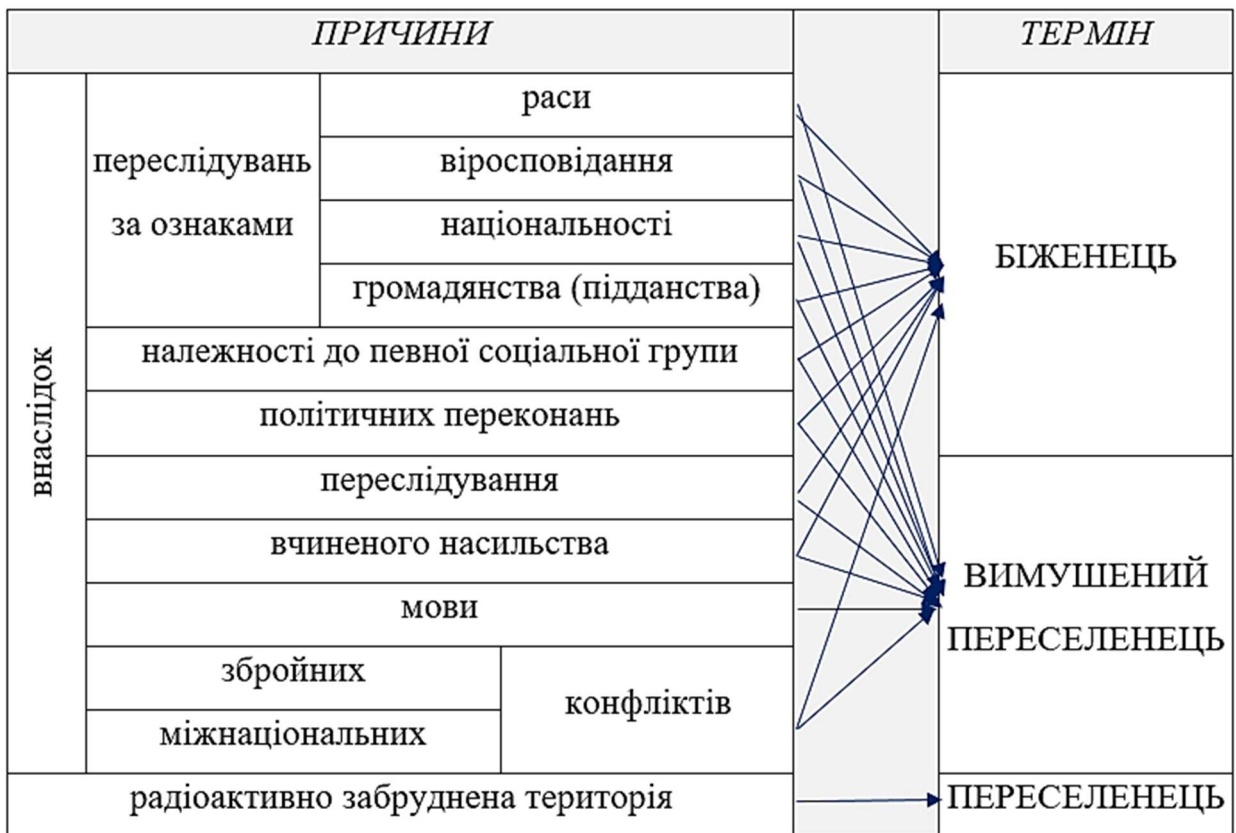 ПРИЧИНИ
ТЕРМІН
внаслідок
переслідувань
за ознаками
раси
віросповідання
національності
громадянства (підданства)
належності до певної соціальної групи
політичних переконань
переслідування
вчиненого насильства
мови
збройних
міжнаціональних
конфліктів
радіоактивно забруднена територія
БІЖЕНЕЦЬ
ВИМУШЕНИЙ
ПЕРЕСЕЛЕНЕЦЬ
ПЕРЕСЕЛЕНЕЦЬ